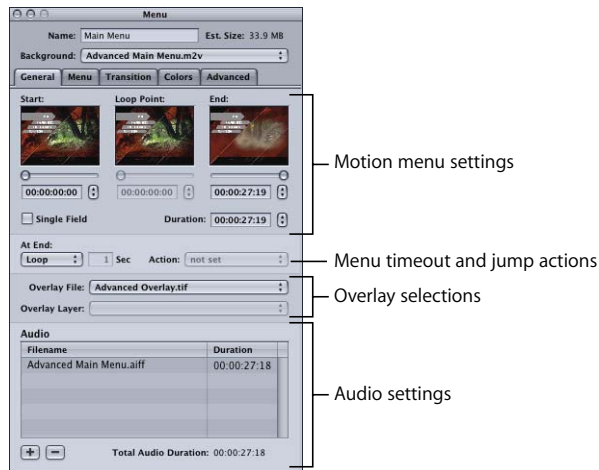 Menu
Name: Main Menu Est. Size: 33.9 MB
Background: Advanced Main Menu.m2v
General Menu Transition Colors Advanced
Start: Loop Point: End:
00:00:00:00 00:00:00:00 00:00:27:19
Single Field Duration: 00:00:27:19
Motion menu settings
At End:
Loop 1 Sec Action: not set
Menu timeout and jump actions
Overlay File: Advanced Overlay.tif
Overlay selections
Overlay Layer:
Audio
Filename Duration
Advanced Main Menu.aiff 00:00:27:18
Audio settings
Total Audio Duration: 00:00:27:18